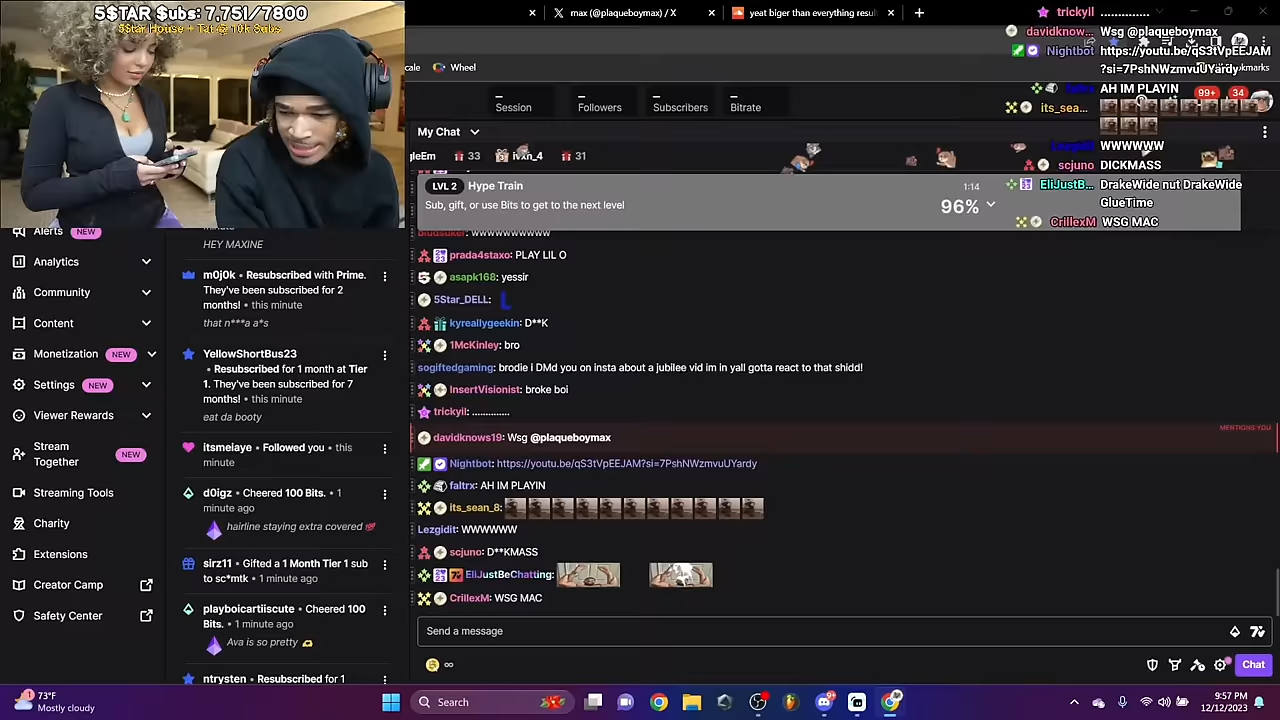 5$TAR $ubs: 7,751/7800
5$tar House + Tai @ 10k Subs
max (@plaqueboymax) / X
yeat bigger than everything resul
Wheel
Session
Followers
Subscribers
Bitrate
99+
34
My Chat
33
31
LVL 2
Hype Train
1:14
Sub, gift, or use Bits to get to the next level
96%
trickyil ..............
davidknow... Wsg @plaqueboymax
Nightbot https://youtu.be/qS3tVpEEJAM
?si=7PshNWzmvuUYardy
faltrx AH IM PLAYIN
its_sea...
Lezgidit WWWWWW
scjuno DICKMASS
EliJustB... DrakeWide nut DrakeWide
GlueTime
CrillexM WSG MAC
Alerts NEW
Analytics
Community
Content
Monetization NEW
Settings NEW
Viewer Rewards
Stream
Together NEW
Streaming Tools
Charity
Extensions
Creator Camp
Safety Center
HEY MAXINE
m0j0k • Resubscribed with Prime.
They've been subscribed for 2
months! • this minute
that n***a a*s
YellowShortBus23
• Resubscribed for 1 month at Tier
1. They've been subscribed for 7
months! • this minute
eat da booty
itsmeiaye • Followed you • this
minute
d0igz • Cheered 100 Bits. • 1
minute ago
hairline staying extra covered 💯
sirz11 • Gifted a 1 Month Tier 1 sub
to sc*mtk • 1 minute ago
playboicartiiscute • Cheered 100
Bits. • 1 minute ago
Ava is so pretty 🫶
ntrysten • Resubscribed for 1
prada4staxo: PLAY LIL O
asapk168: yessir
5Star_DELL: L
kyreallygeekin: D**K
1McKinley: bro
sogiftedgaming: brodie i DMd you on insta about a jubilee vid im in yall gotta react to that shidd!
InsertVisionist: broke boi
trickyil: ..............
MENTIONS YOU
davidknows19: Wsg @plaqueboymax
Nightbot: https://youtu.be/qS3tVpEEJAM?si=7PshNWzmvuUYardy
faltrx: AH IM PLAYIN
its_sean_8:
Lezgidit: WWWWWW
scjuno: D**KMASS
EliJustBeChatting:
CrillexM: WSG MAC
Send a message
∞
Chat
73°F
Mostly cloudy
Search
9:57 PM
12/12/2023